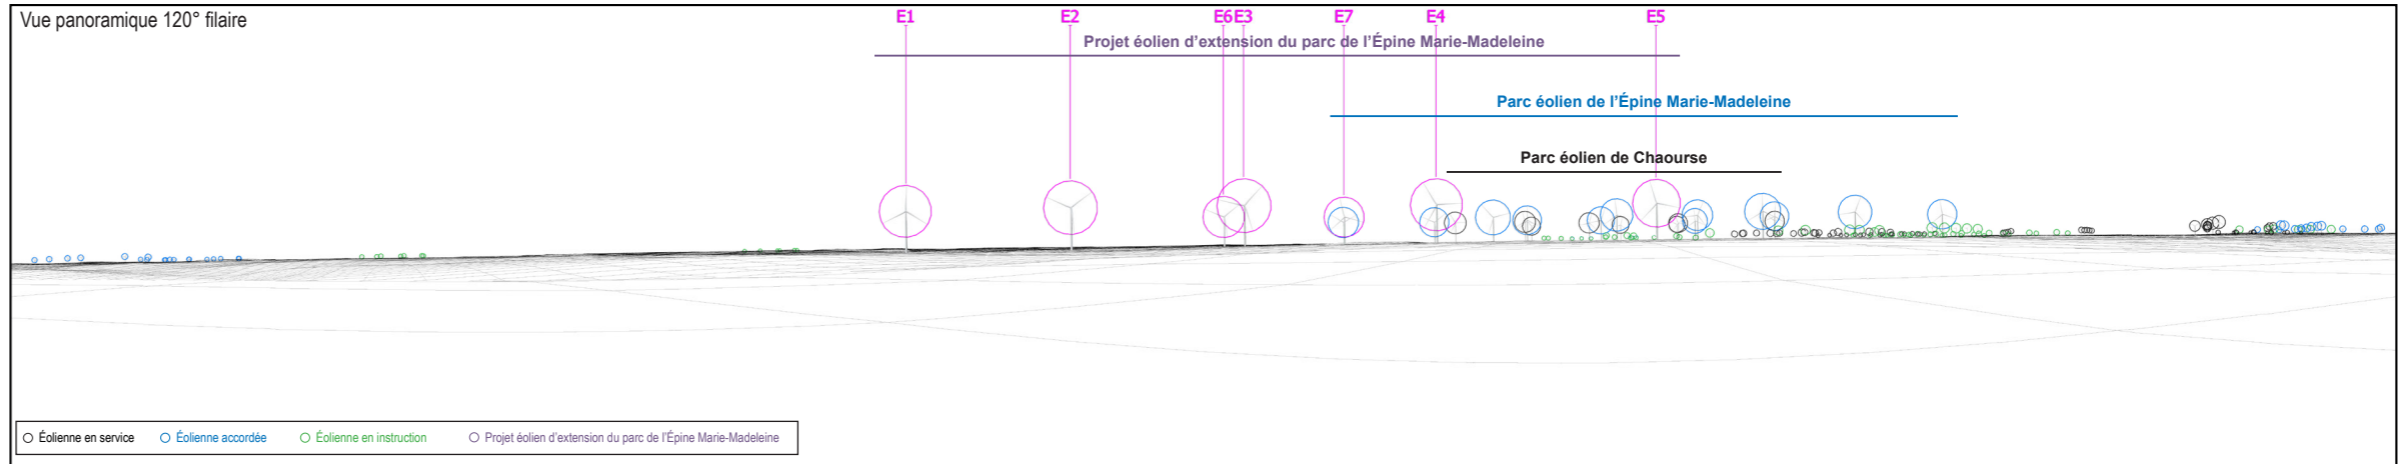 Vue panoramique 120° filaire
E1 E2 E6 E3 E7 E4 E5
Projet éolien d'extension du parc de l'Épine Marie-Madeleine
Parc éolien de l'Épine Marie-Madeleine
Parc éolien de Chaourse
Éolienne en service Éolienne accordée Éolienne en instruction Projet éolien d'extension du parc de l'Épine Marie-Madeleine